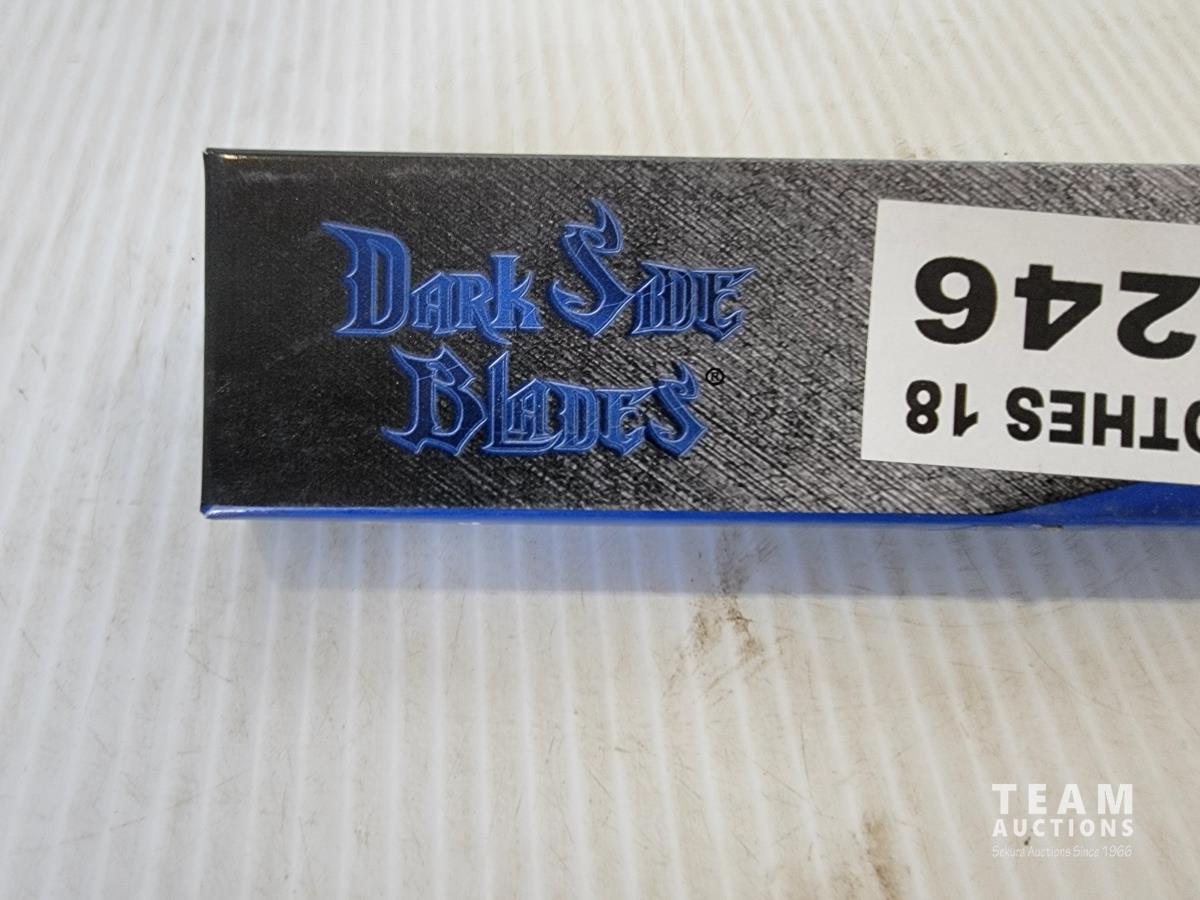 Dark Side
Blades®
OTHES 18
246
TEAM
AUCTIONS
Sekura Auctions Since 1966